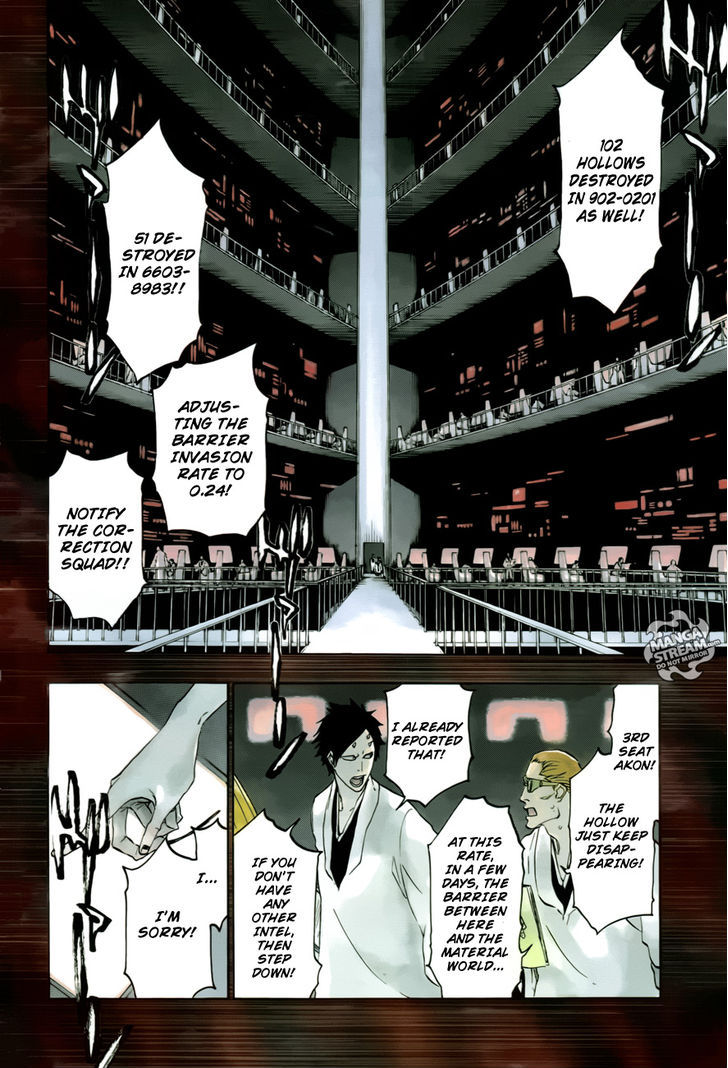 102
HOLLOWS
DESTROYED
IN 902-0201
AS WELL!
51 DE-
STROYED
IN 6603-
8983!!
ADJUS-
TING THE
BARRIER
INVASION
RATE TO
0.24!
NOTIFY
THE COR-
RECTION
SQUAD!!
MANGA
STREAM.com
DO NOT MIRROR
3RD
SEAT
AKON!
THE
HOLLOW
JUST KEEP
DISAP-
PEARING!
I ALREADY
REPORTED
THAT!
AT THIS
RATE,
IN A FEW
DAYS, THE
BARRIER
BETWEEN
HERE
AND THE
MATERIAL
WORLD...
IF YOU
DON'T
HAVE
ANY
OTHER
INTEL,
THEN
STEP
DOWN!
I...
I'M
SORRY!